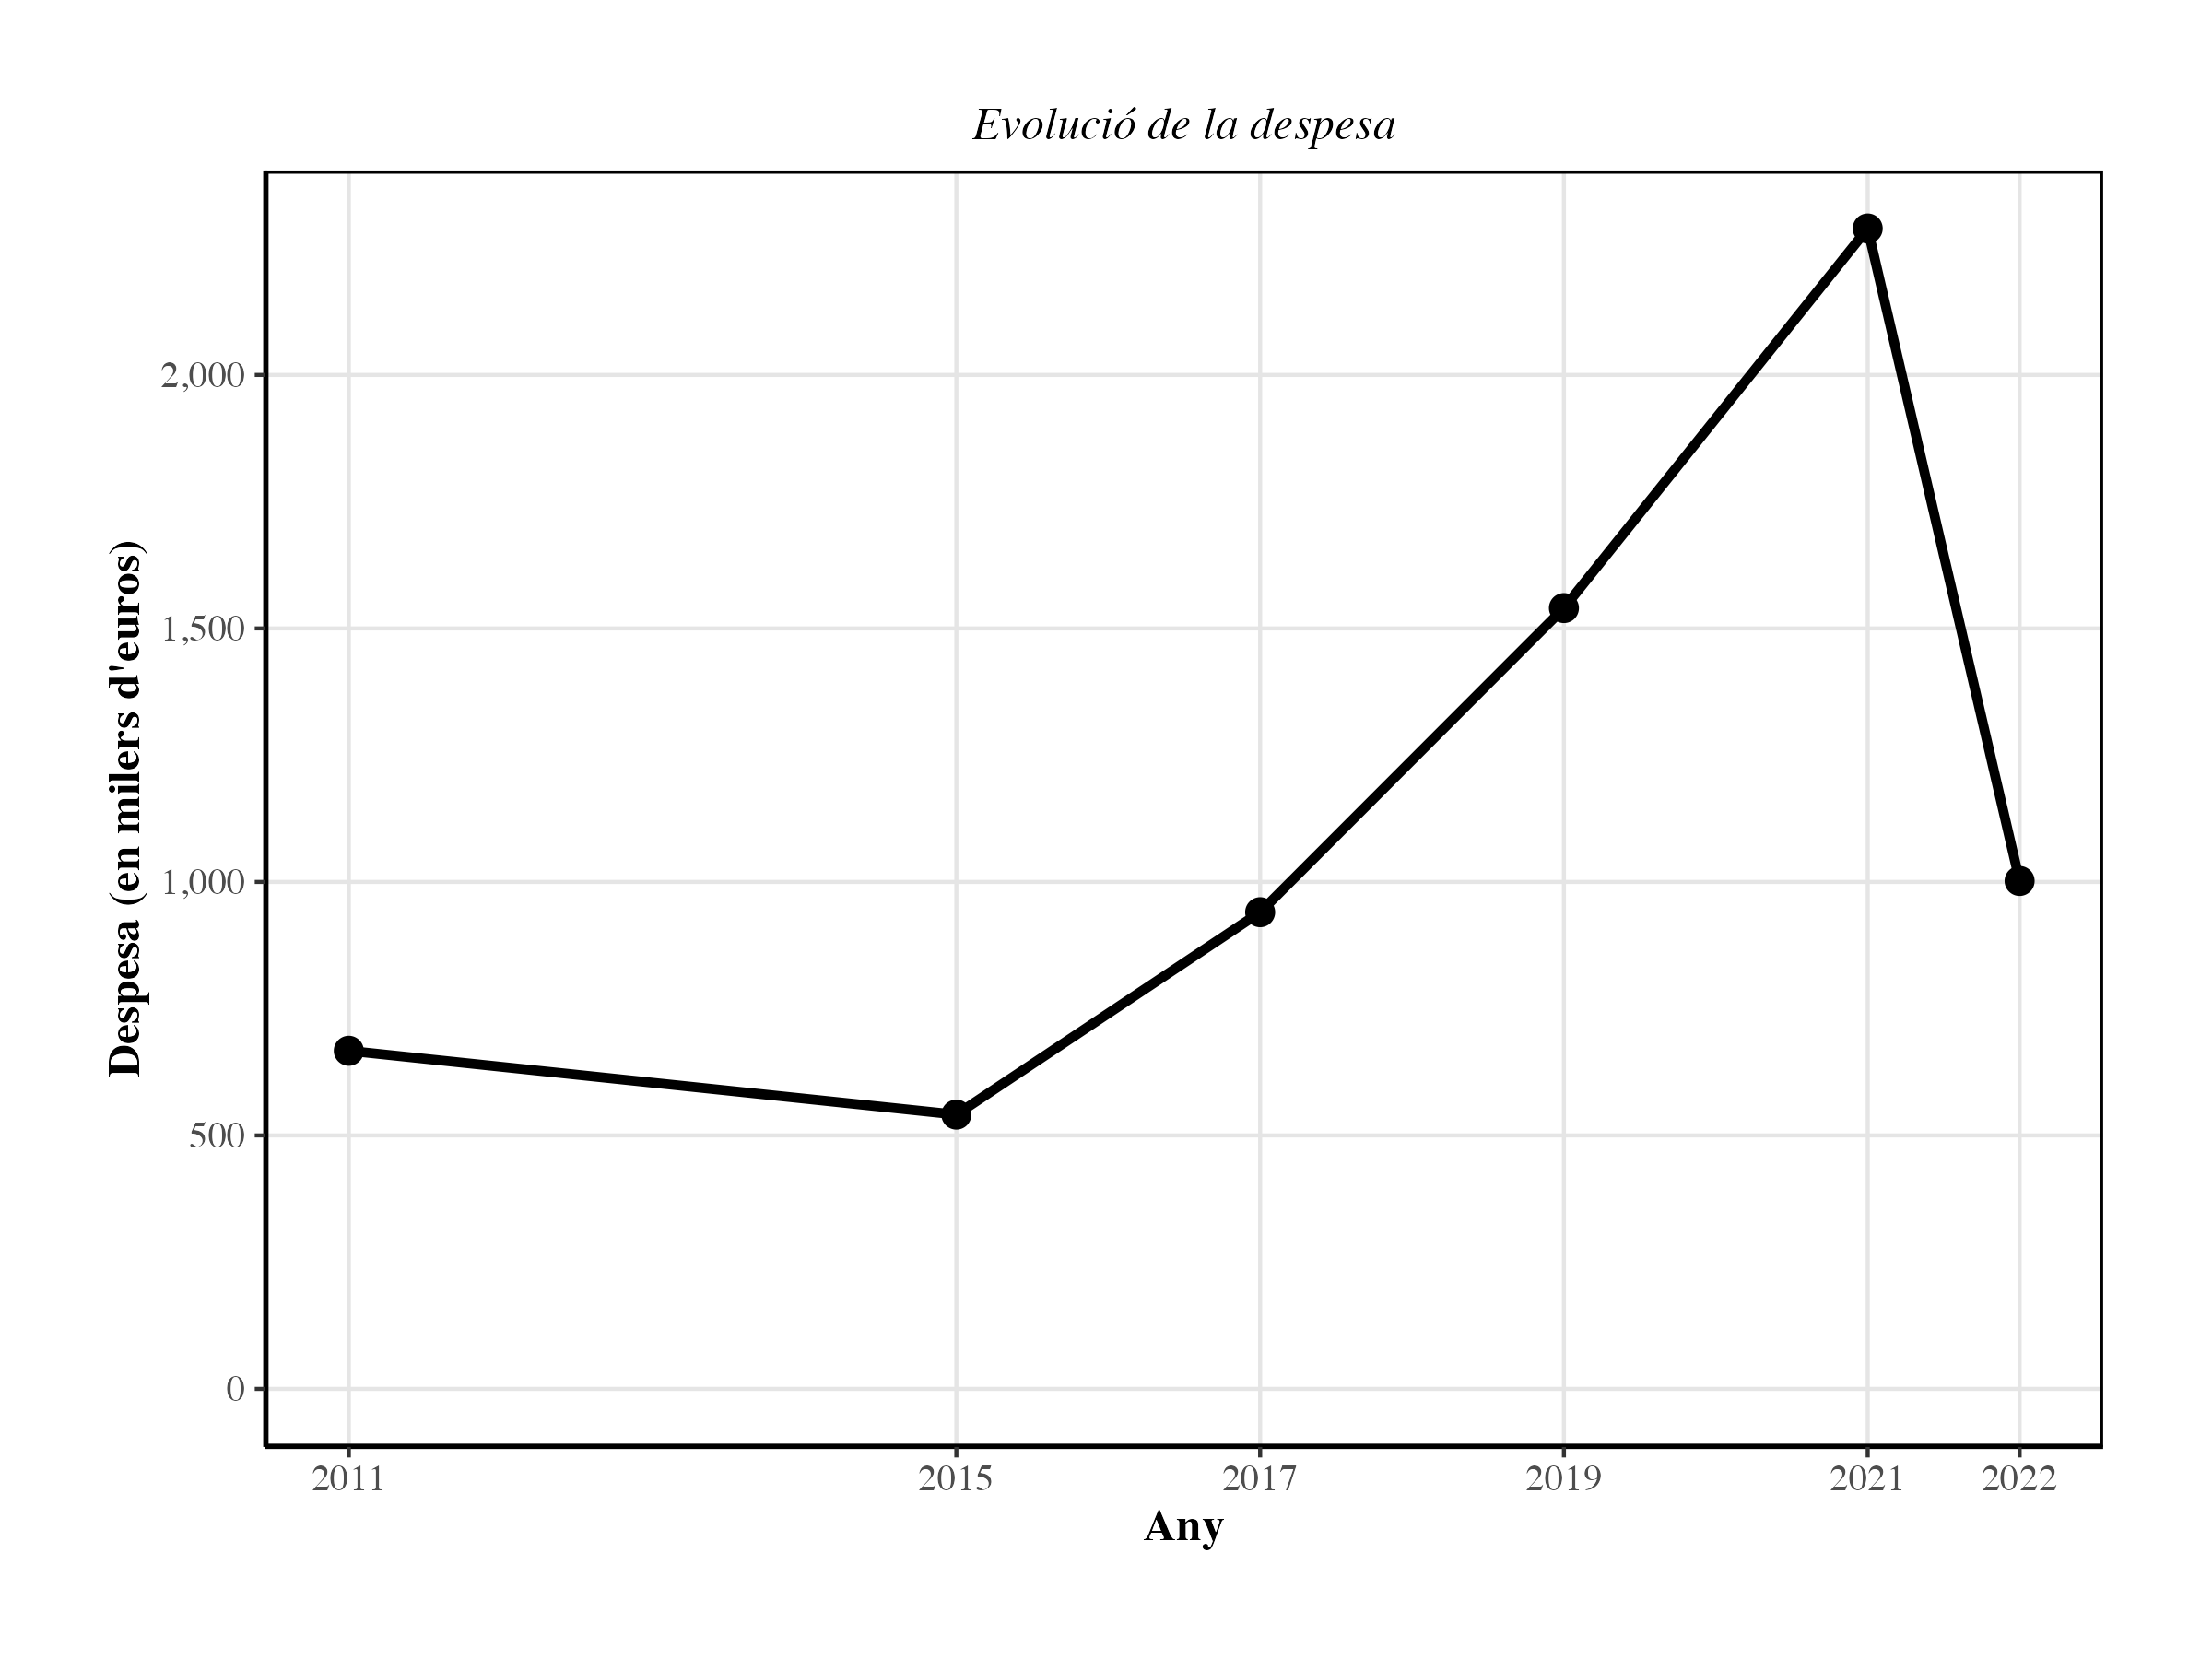 Evolució de la despesa
Despesa (en milers d'euros)
2,000
1,500
1,000
500
0
2011 2015 2017 2019 2021 2022
Any